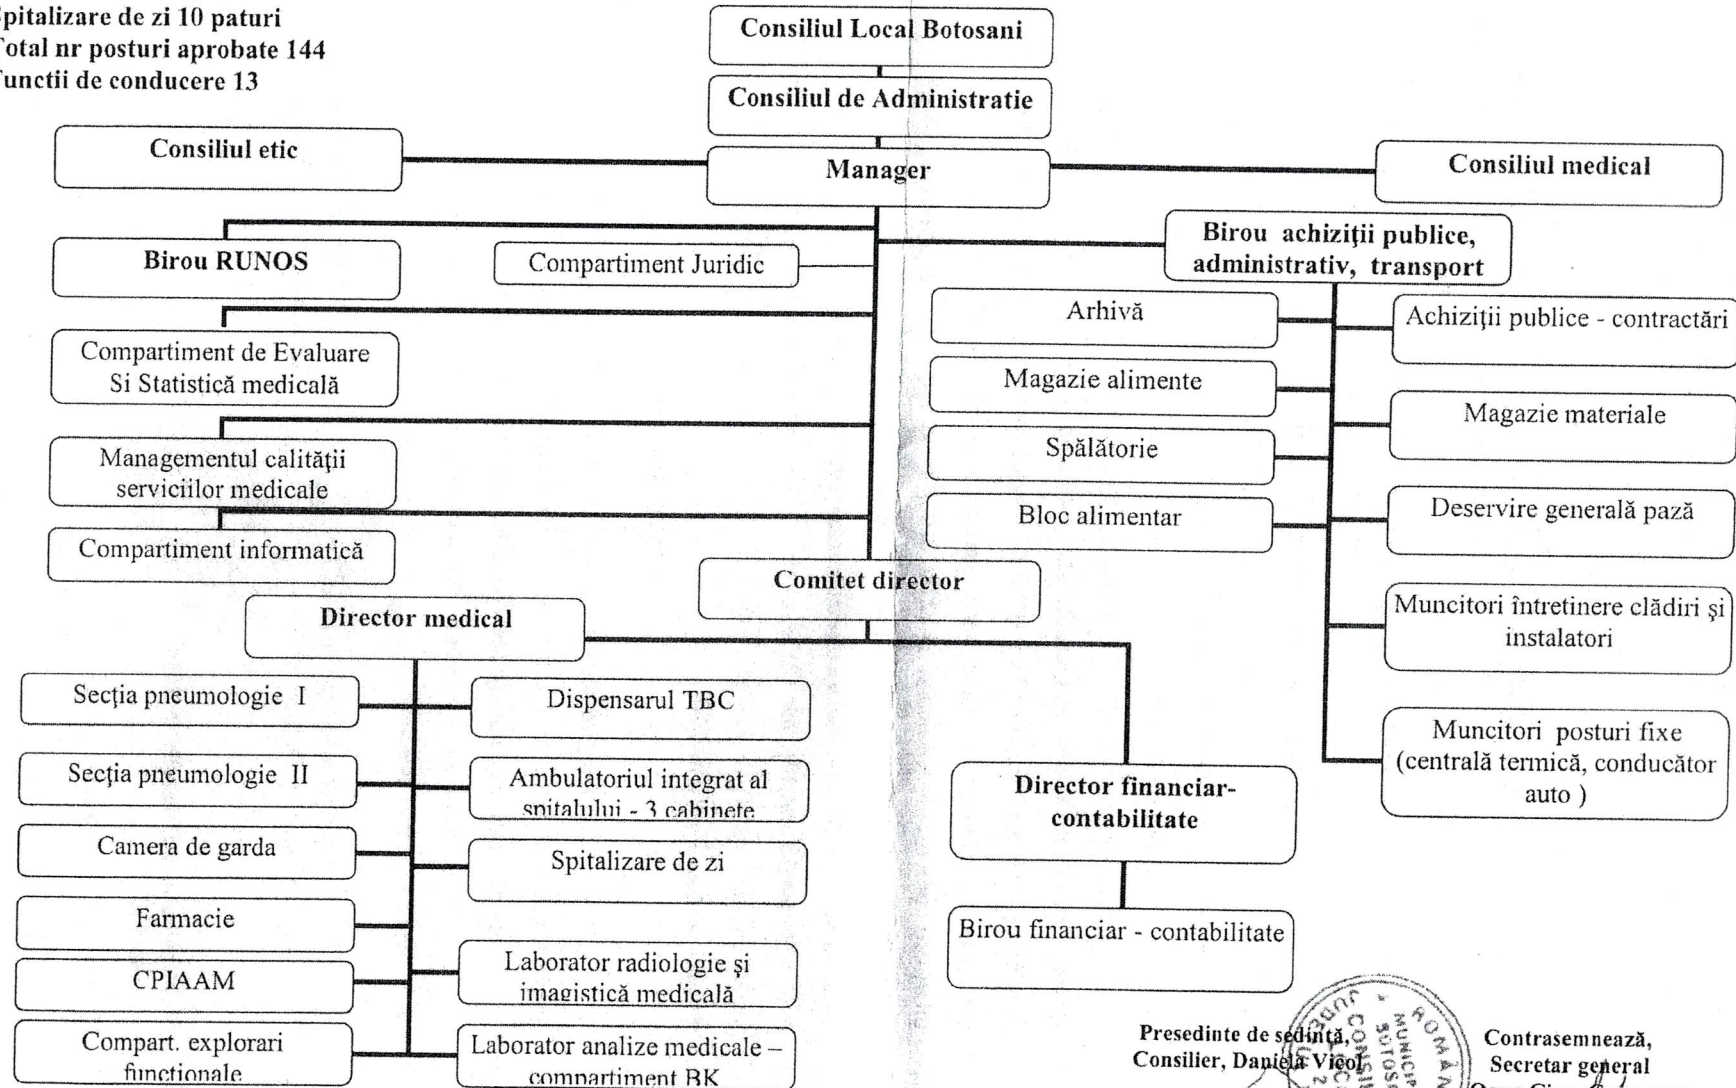 pitalizare de zi 10 paturi
otal nr posturi aprobate 144
unctii de conducere 13
Consiliul Local Botosani
Consiliul de Administratie
Consiliul etic
Manager
Consiliul medical
Birou RUNOS
Compartiment Juridic
Birou achiziţii publice,
administrativ, transport
Compartiment de Evaluare
Si Statistică medicală
Managementul calităţii
serviciilor medicale
Compartiment informatică
Arhivă
Magazie alimente
Spălătorie
Bloc alimentar
Achiziţii publice - contractări
Magazie materiale
Deservire generală pază
Muncitori întretinere clădiri şi
instalatori
Muncitori posturi fixe
(centrală termică, conducător
auto )
Comitet director
Director medical
Secţia pneumologie I
Secţia pneumologie II
Camera de garda
Farmacie
CPIAAM
Compart. explorari
functionale
Dispensarul TBC
Ambulatoriul integrat al
spitalului - 3 cabinete
Spitalizare de zi
Laborator radiologie şi
imagistică medicală
Laborator analize medicale –
compartiment BK
Director financiar-
contabilitate
Birou financiar - contabilitate
Presedinte de sedinţă,
Consilier, Daniela Vicol
Contrasemnează,
Secretar general